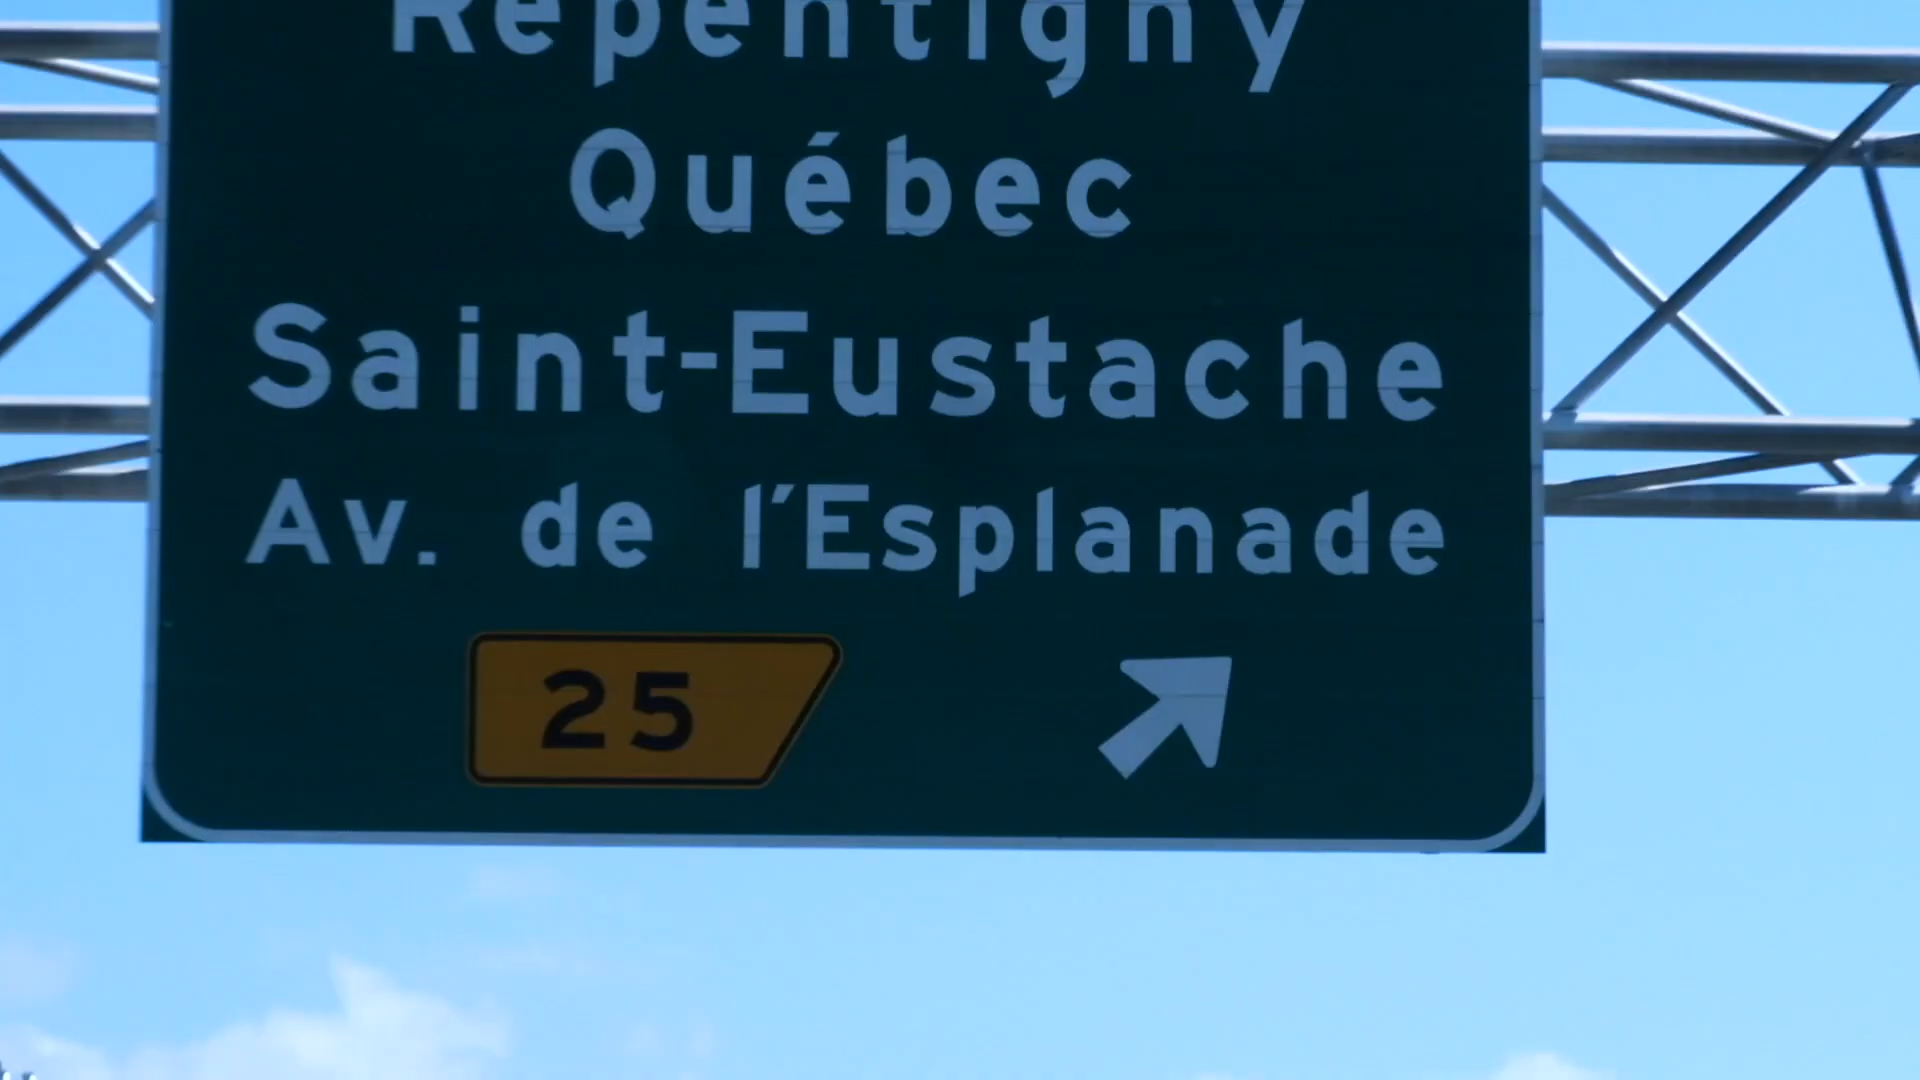 Repentigny
Québec
Saint-Eustache
Av. de l'Esplanade
25